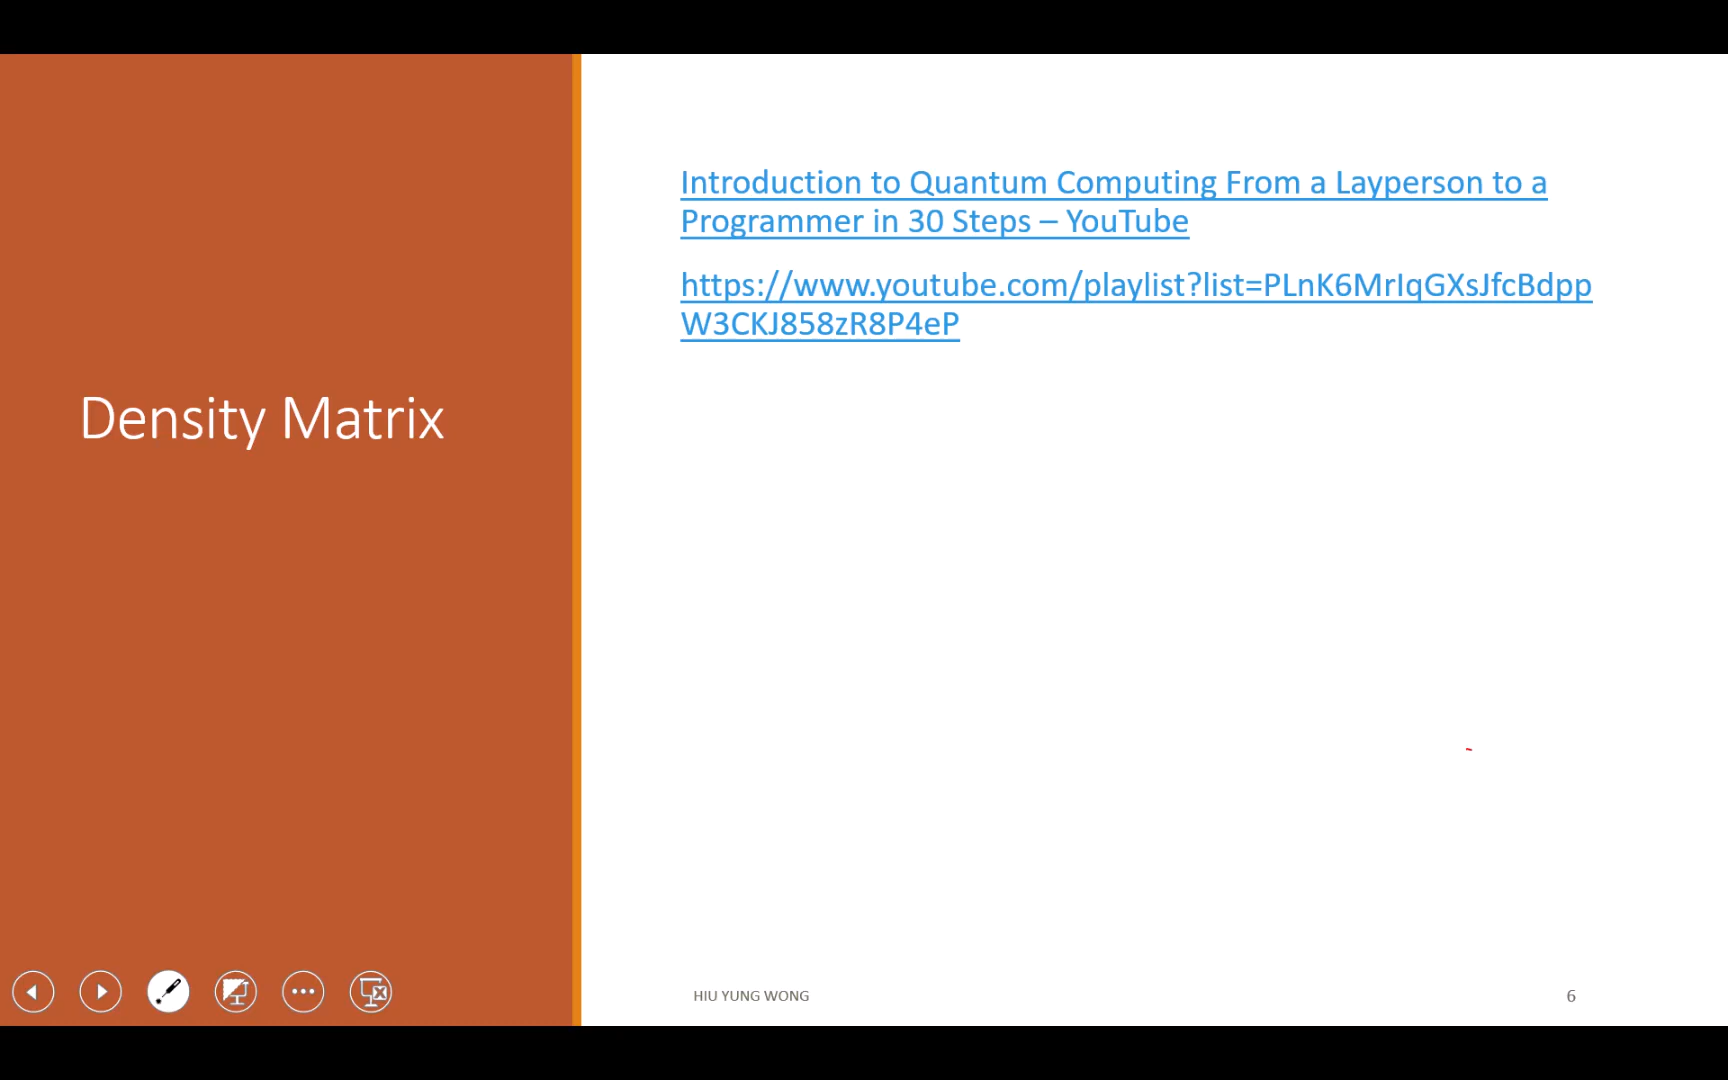 Density Matrix
Introduction to Quantum Computing From a Layperson to a
Programmer in 30 Steps – YouTube
https://www.youtube.com/playlist?list=PLnK6MrIqGXsJfcBdpp
W3CKJ858zR8P4eP
HIU YUNG WONG
6